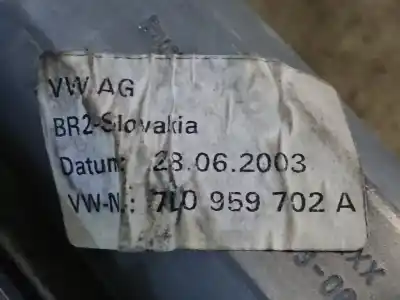 VW AG
BR2-Slovakia
Datum: 28.06.2003
VW-N.: 7L0 959 702 A